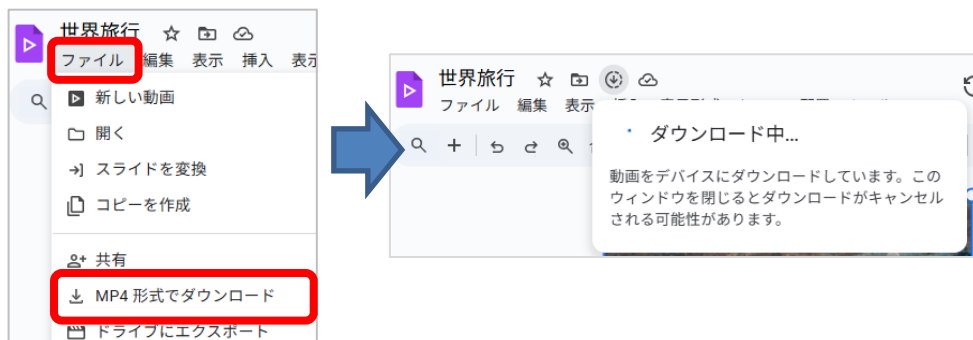 世界旅行
ファイル 編集 表示 挿入
新しい動画
開く
スライドを変換
コピーを作成
共有
MP4 形式でダウンロード
ドライブにエクスポート
世界旅行
ファイル 編集 表示
ダウンロード中...
動画をデバイスにダウンロードしています。この
ウィンドウを閉じるとダウンロードがキャンセル
される可能性があります。